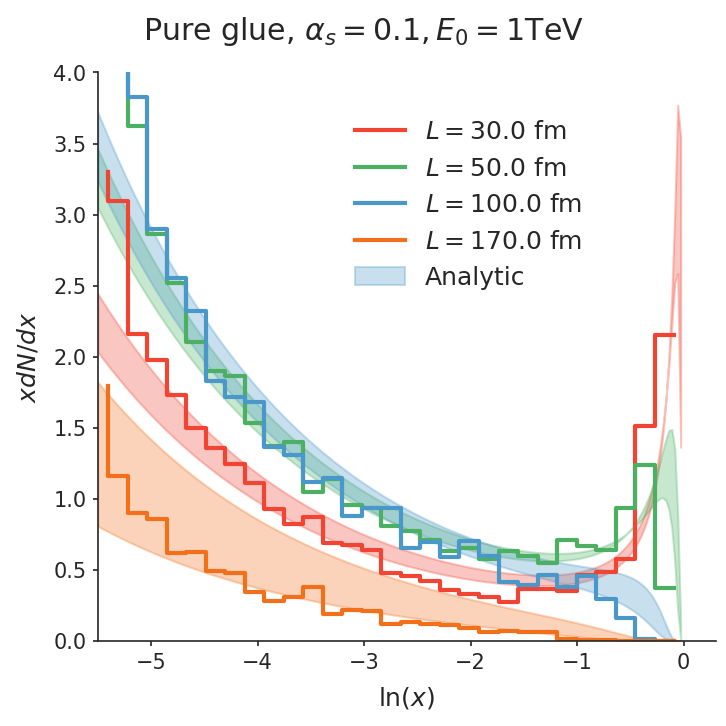 Pure glue, αₛ = 0.1, E₀ = 1TeV
4.0
3.5
3.0
2.5
2.0
1.5
1.0
0.5
0.0
xdN/dx
L = 30.0 fm
L = 50.0 fm
L = 100.0 fm
L = 170.0 fm
Analytic
−5 −4 −3 −2 −1 0
ln(x)